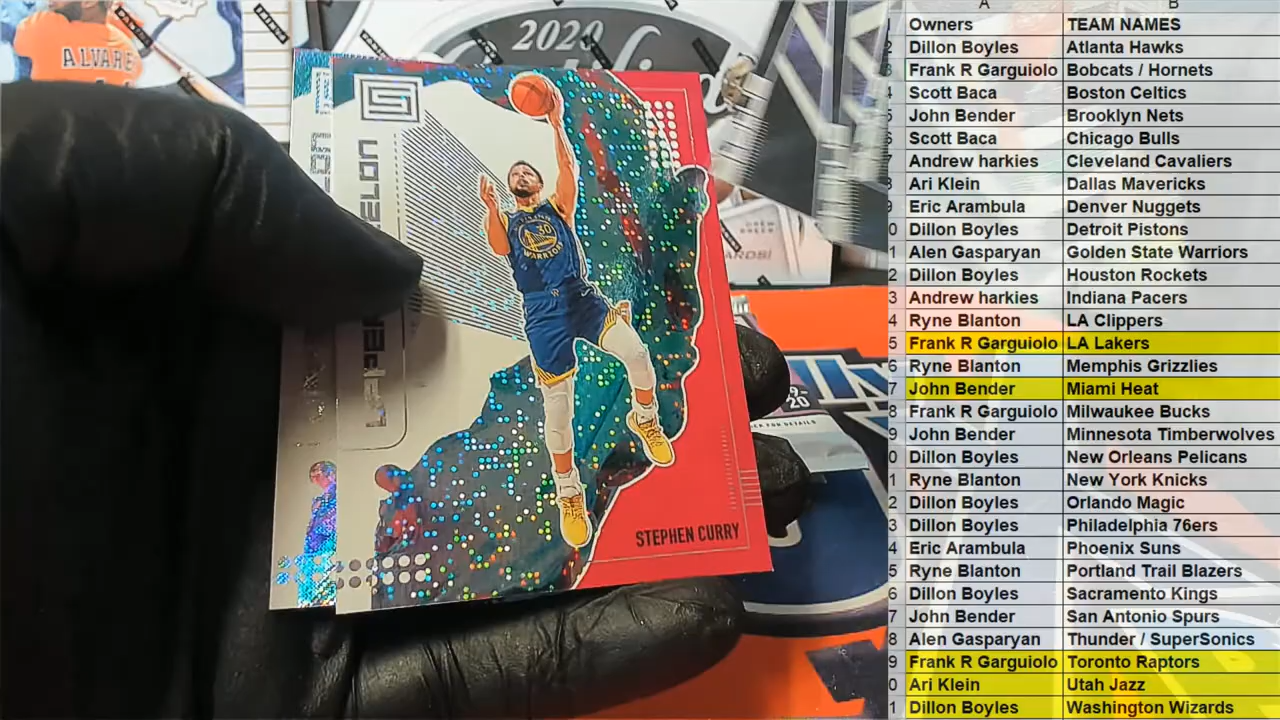 ALVARE
2020
STEPHEN CURRY
30
WARRIORS
DREW
20
A B
Owners TEAM NAMES
Dillon Boyles Atlanta Hawks
Frank R Garguiolo Bobcats / Hornets
Scott Baca Boston Celtics
John Bender Brooklyn Nets
Scott Baca Chicago Bulls
Andrew harkies Cleveland Cavaliers
Ari Klein Dallas Mavericks
Eric Arambula Denver Nuggets
Dillon Boyles Detroit Pistons
Alen Gasparyan Golden State Warriors
Dillon Boyles Houston Rockets
Andrew harkies Indiana Pacers
Ryne Blanton LA Clippers
Frank R Garguiolo LA Lakers
Ryne Blanton Memphis Grizzlies
John Bender Miami Heat
Frank R Garguiolo Milwaukee Bucks
John Bender Minnesota Timberwolves
Dillon Boyles New Orleans Pelicans
Ryne Blanton New York Knicks
Dillon Boyles Orlando Magic
Dillon Boyles Philadelphia 76ers
Eric Arambula Phoenix Suns
Ryne Blanton Portland Trail Blazers
Dillon Boyles Sacramento Kings
John Bender San Antonio Spurs
Alen Gasparyan Thunder / SuperSonics
Frank R Garguiolo Toronto Raptors
Ari Klein Utah Jazz
Dillon Boyles Washington Wizards